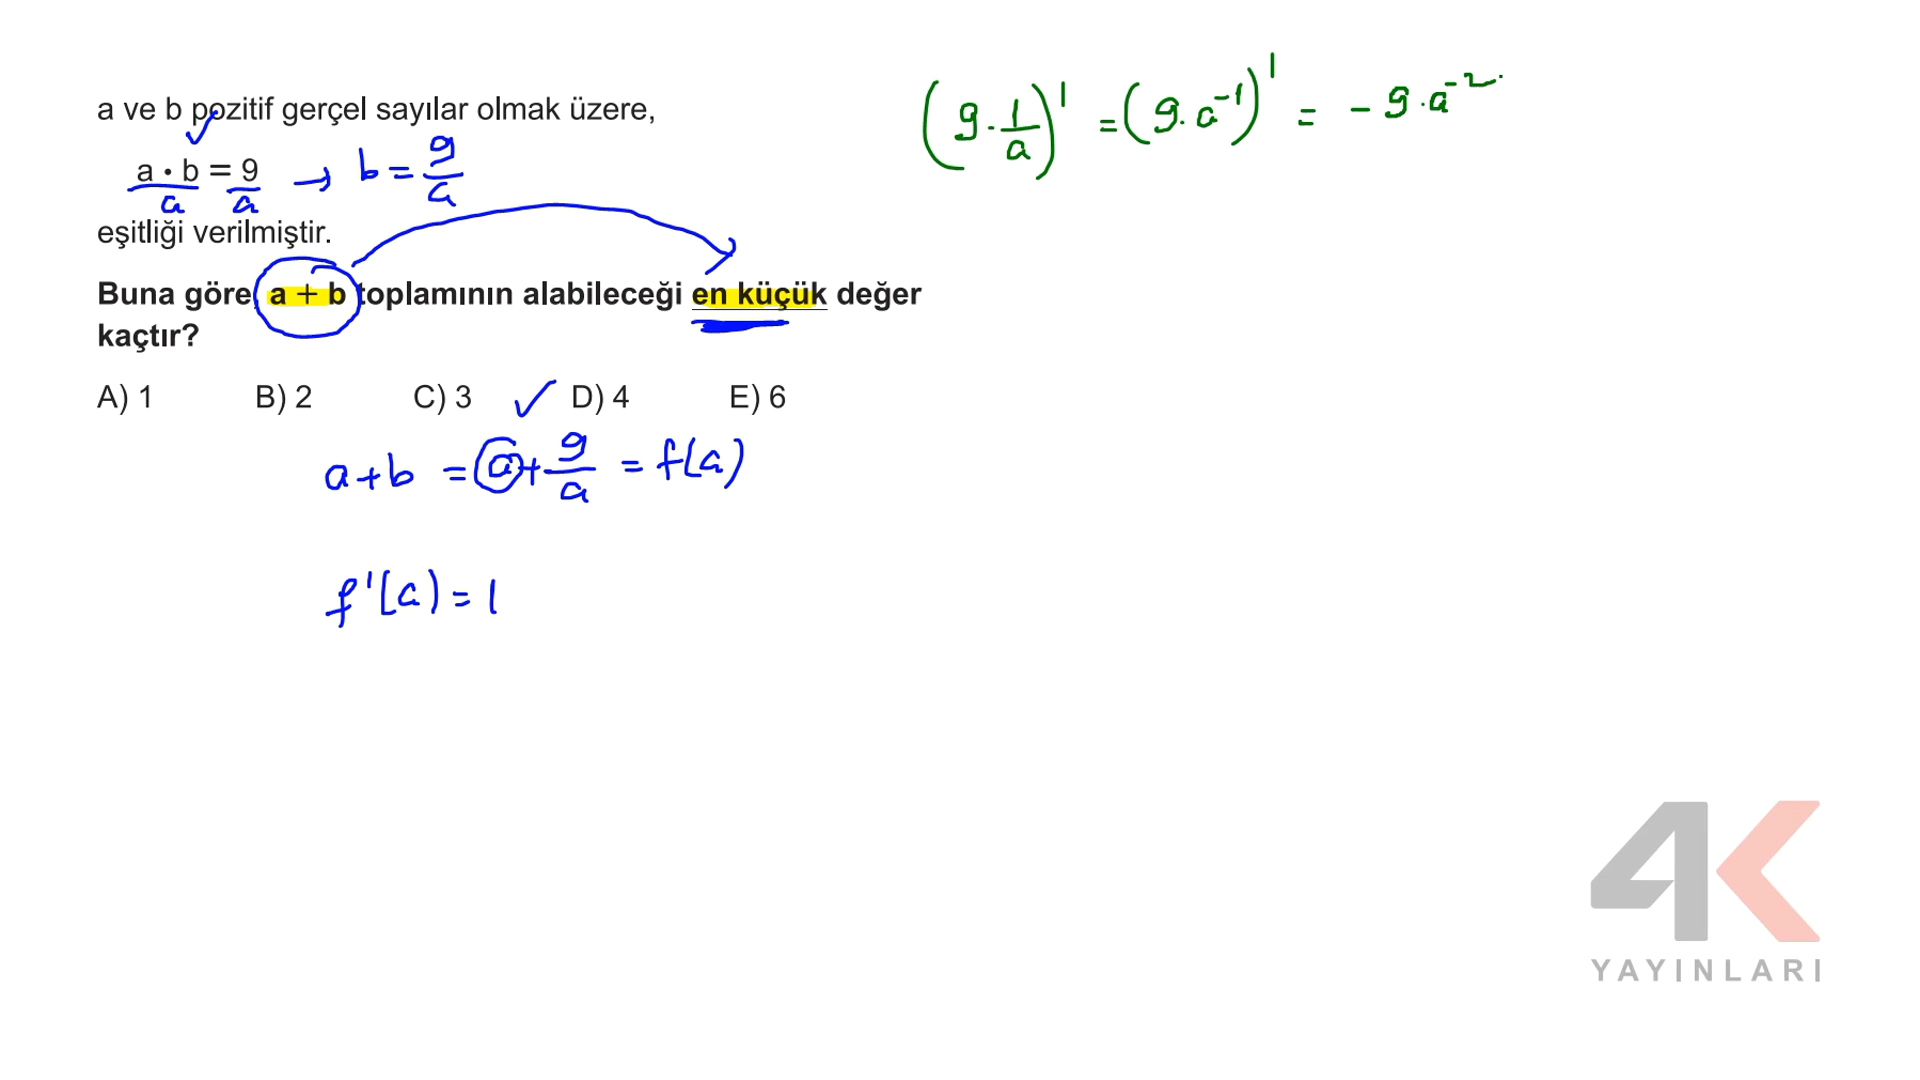 a ve b pozitif gerçel sayılar olmak üzere,
a • b = 9 → b = 9/a
a a
eşitliği verilmiştir.
Buna göre, a + b toplamının alabileceği en küçük değer
kaçtır?
A) 1 B) 2 C) 3 ✓ D) 4 E) 6
a+b = a + 9/a = f(a)
f'(a) = 1
(9 · 1/a)' = (9 · a⁻¹)' = -9 · a⁻²
4K
YAYINLARI